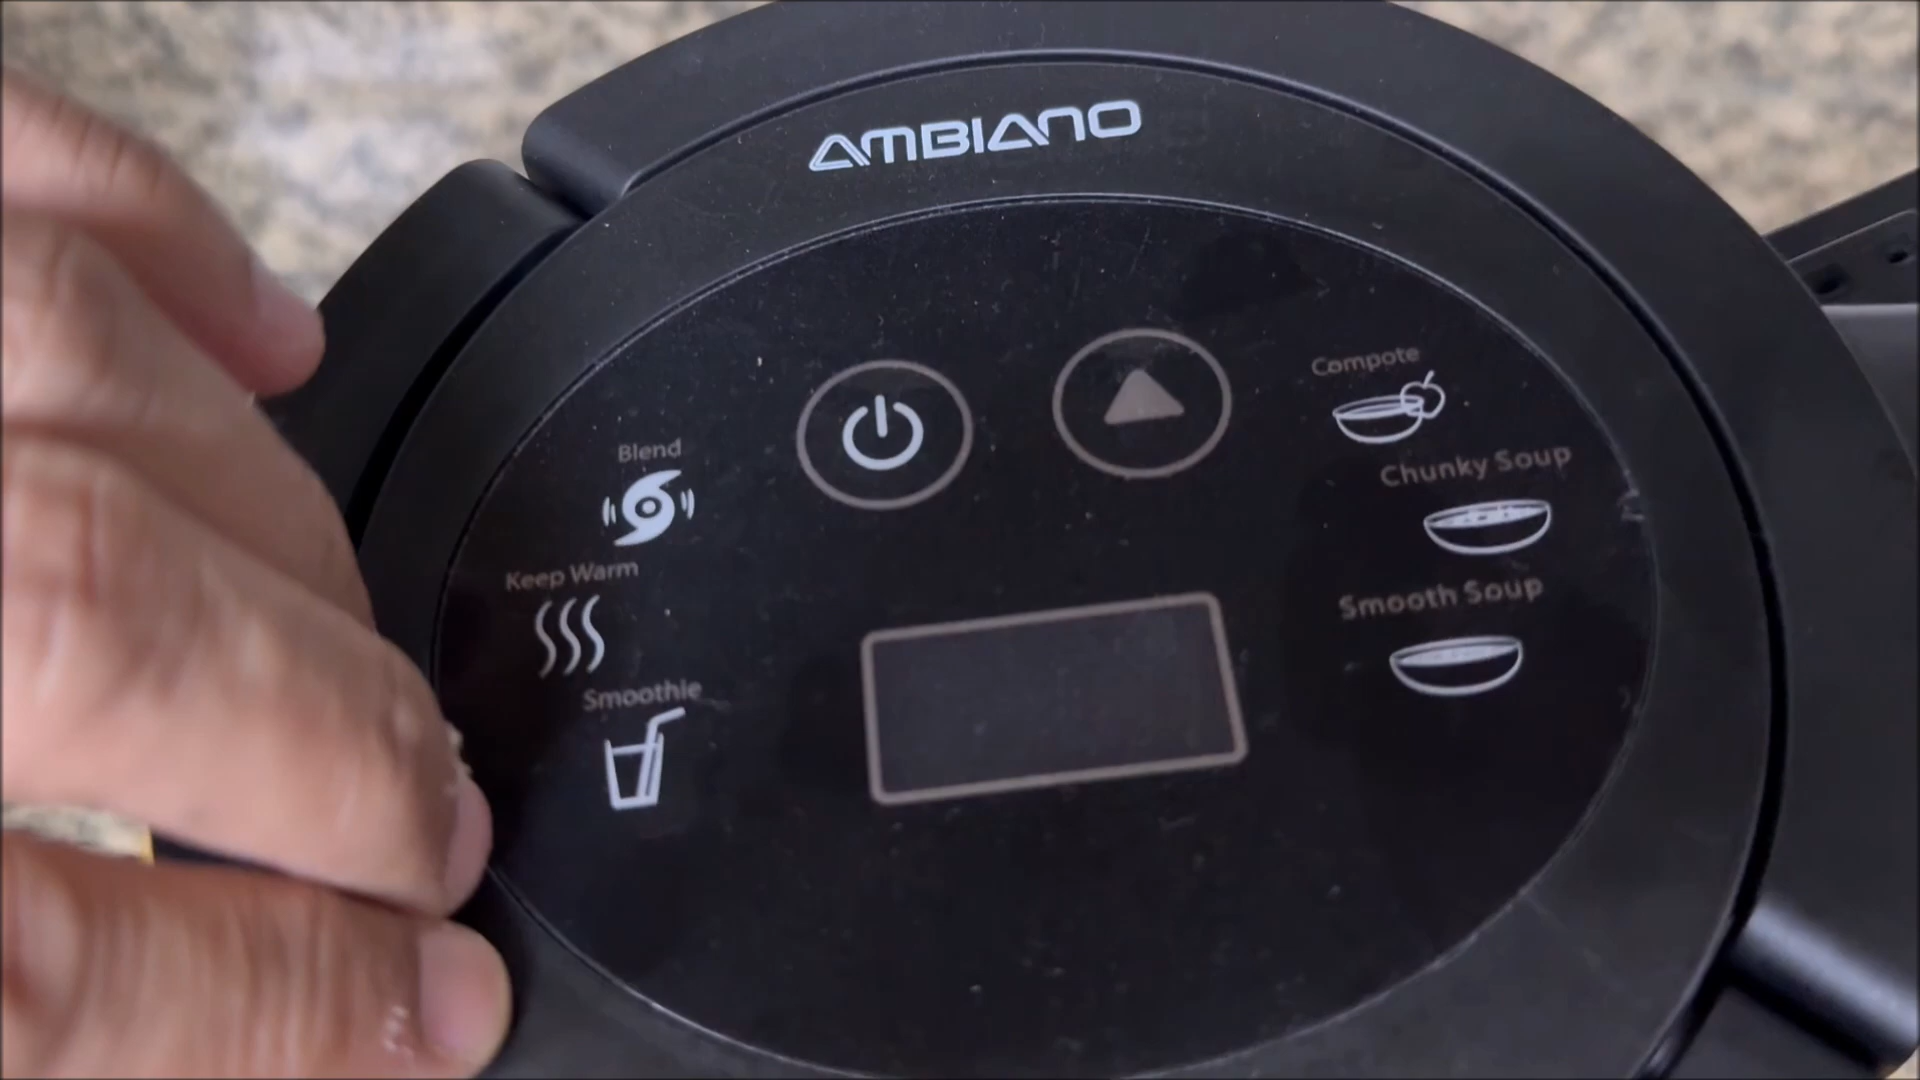 AMBIANO
Compote
Blend
Chunky Soup
Keep Warm
Smooth Soup
Smoothie